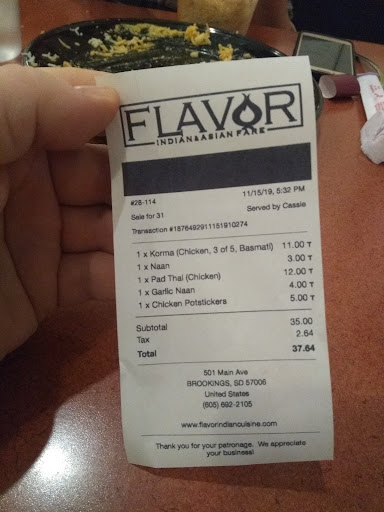 FLAVOR
INDIAN & ASIAN FARE
#28-114 11/15/19, 5:32 PM
Sale for 31 Served by Cassie
Transaction #1876492911151910274
1 x Korma (Chicken, 3 of 5, Basmati) 11.00 T
1 x Naan 3.00 T
1 x Pad Thai (Chicken) 12.00 T
1 x Garlic Naan 4.00 T
1 x Chicken Potstickers 5.00 T
Subtotal 35.00
Tax 2.64
Total 37.64
501 Main Ave
BROOKINGS, SD 57006
United States
(605) 692-2105
www.flavorindiancuisine.com
Thank you for your patronage. We appreciate
your business!